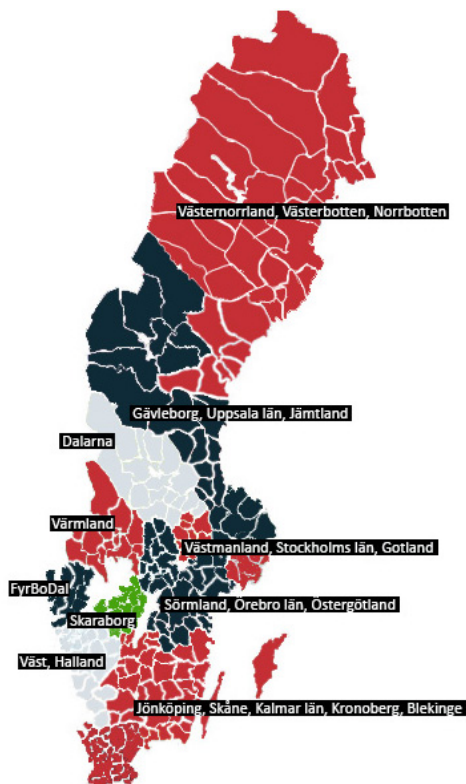 Västernorrland, Västerbotten, Norrbotten
Gävleborg, Uppsala län, Jämtland
Dalarna
Värmland
Västmanland, Stockholms län, Gotland
FyrBoDal
Sörmland, Örebro län, Östergötland
Skaraborg
Väst, Halland
Jönköping, Skåne, Kalmar län, Kronoberg, Blekinge